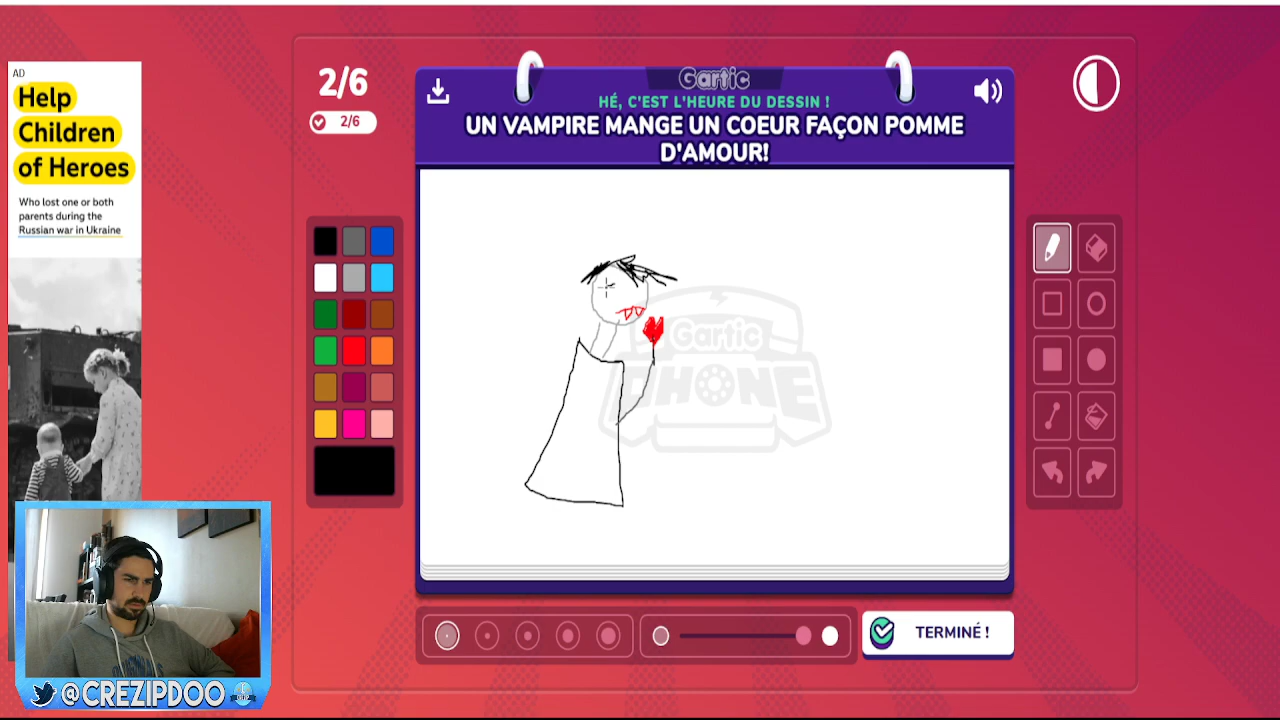 AD
Help
Children
of Heroes
Who lost one or both
parents during the
Russian war in Ukraine
2/6
2/6
Gartic
HÉ, C'EST L'HEURE DU DESSIN !
UN VAMPIRE MANGE UN COEUR FAÇON POMME
D'AMOUR!
Gartic
PHONE
TERMINÉ !
@CREZIPDOO